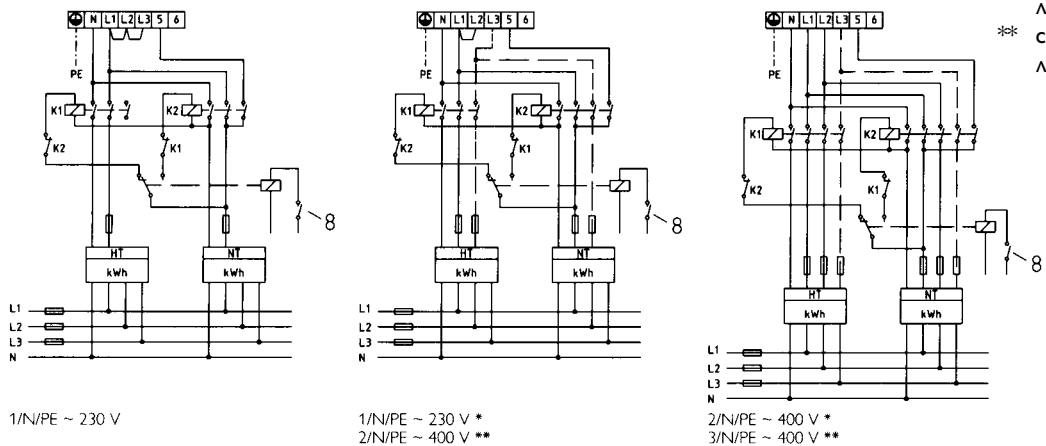 N L1 L2 L3 5 6
PE
K1
K2
K2
K1
8
HT
kWh
NT
kWh
L1
L2
L3
N
1/N/PE ~ 230 V
N L1 L2 L3 5 6
PE
K1
K2
K2
K1
8
HT
kWh
NT
kWh
L1
L2
L3
N
1/N/PE ~ 230 V *
2/N/PE ~ 400 V **
N L1 L2 L3 5 6
PE
K1
K2
K2
K1
8
HT
kWh
NT
kWh
L1
L2
L3
N
2/N/PE ~ 400 V *
3/N/PE ~ 400 V **
**